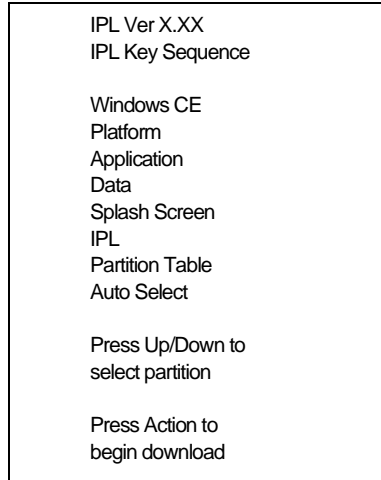 IPL Ver X.XX
IPL Key Sequence
Windows CE
Platform
Application
Data
Splash Screen
IPL
Partition Table
Auto Select
Press Up/Down to
select partition
Press Action to
begin download